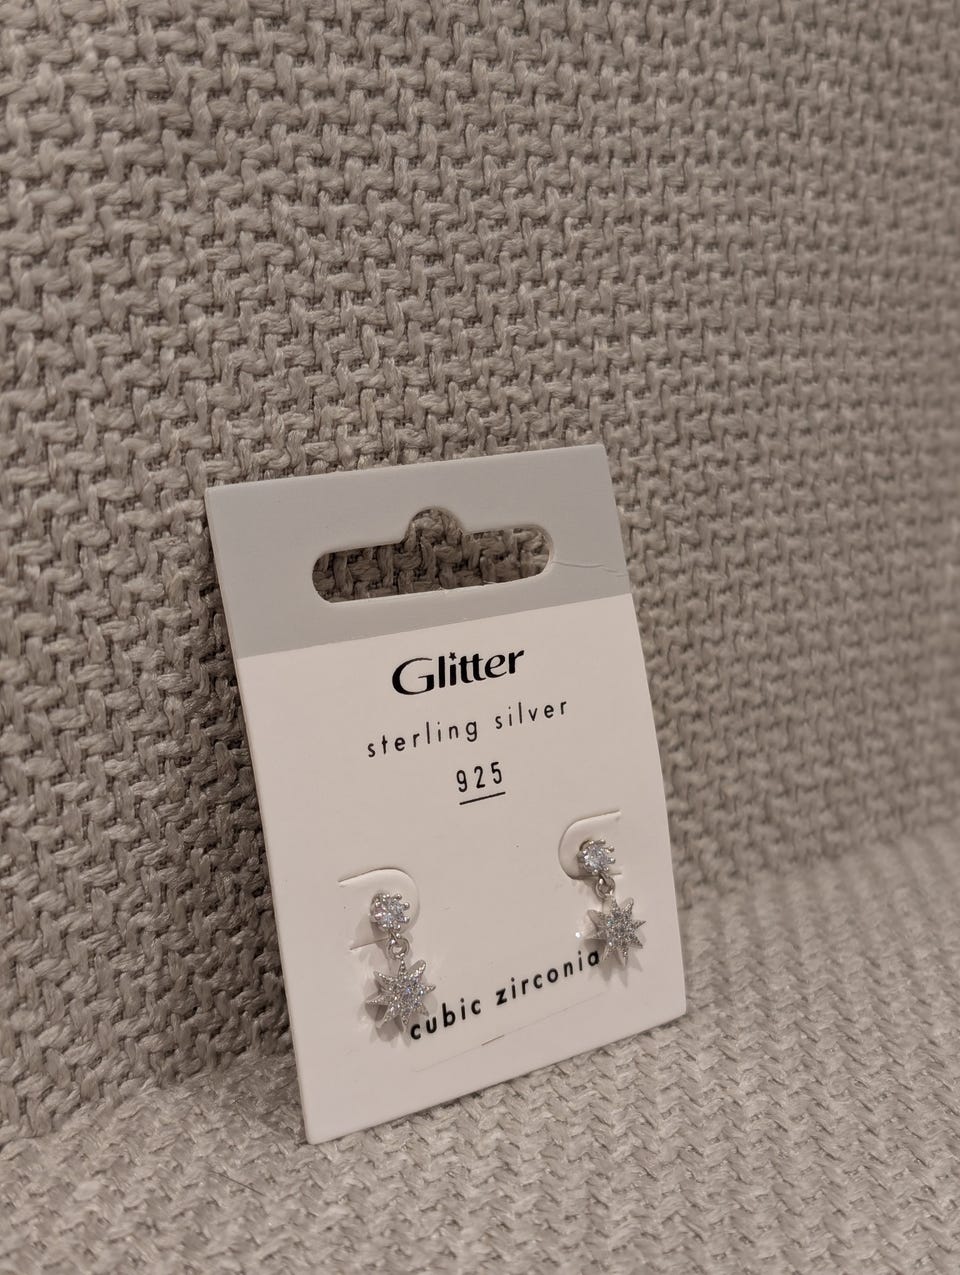 Glitter
sterling silver
925
cubic zirconia